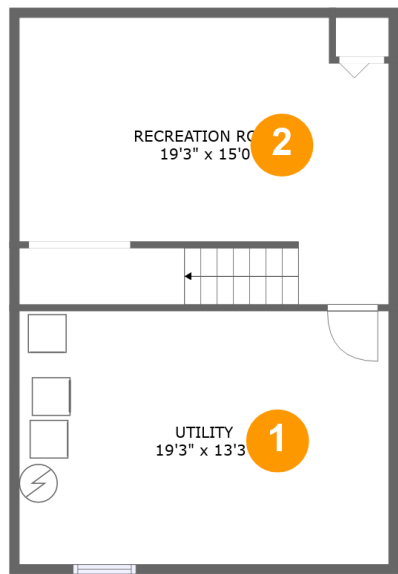 RECREATION
2
19'3" x 15'0
UTILITY
1
19'3" x 13'3